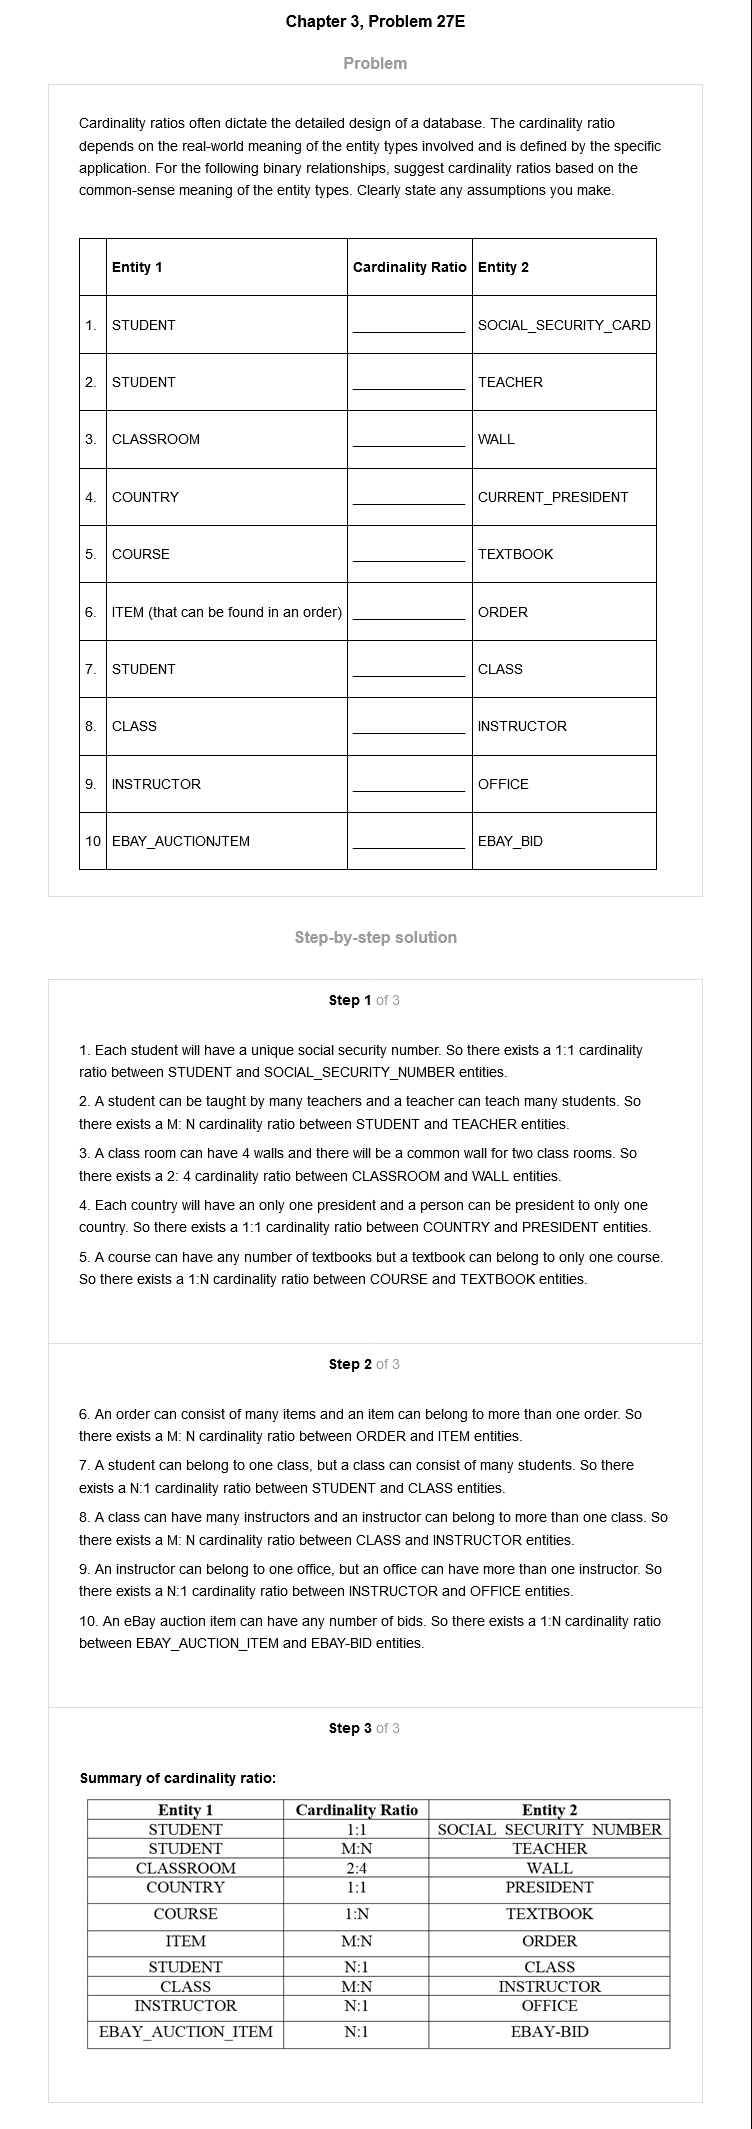 Chapter 3, Problem 27E
Problem
Cardinality ratios often dictate the detailed design of a database. The cardinality ratio
depends on the real-world meaning of the entity types involved and is defined by the specific
application. For the following binary relationships, suggest cardinality ratios based on the
common-sense meaning of the entity types. Clearly state any assumptions you make.
Entity 1 Cardinality Ratio Entity 2
1. STUDENT ______________ SOCIAL_SECURITY_CARD
2. STUDENT ______________ TEACHER
3. CLASSROOM ______________ WALL
4. COUNTRY ______________ CURRENT_PRESIDENT
5. COURSE ______________ TEXTBOOK
6. ITEM (that can be found in an order) ______________ ORDER
7. STUDENT ______________ CLASS
8. CLASS ______________ INSTRUCTOR
9. INSTRUCTOR ______________ OFFICE
10 EBAY_AUCTIONJTEM ______________ EBAY_BID
Step-by-step solution
Step 1 of 3
1. Each student will have a unique social security number. So there exists a 1:1 cardinality
ratio between STUDENT and SOCIAL_SECURITY_NUMBER entities.
2. A student can be taught by many teachers and a teacher can teach many students. So
there exists a M: N cardinality ratio between STUDENT and TEACHER entities.
3. A class room can have 4 walls and there will be a common wall for two class rooms. So
there exists a 2: 4 cardinality ratio between CLASSROOM and WALL entities.
4. Each country will have an only one president and a person can be president to only one
country. So there exists a 1:1 cardinality ratio between COUNTRY and PRESIDENT entities.
5. A course can have any number of textbooks but a textbook can belong to only one course.
So there exists a 1:N cardinality ratio between COURSE and TEXTBOOK entities.
Step 2 of 3
6. An order can consist of many items and an item can belong to more than one order. So
there exists a M: N cardinality ratio between ORDER and ITEM entities.
7. A student can belong to one class, but a class can consist of many students. So there
exists a N:1 cardinality ratio between STUDENT and CLASS entities.
8. A class can have many instructors and an instructor can belong to more than one class. So
there exists a M: N cardinality ratio between CLASS and INSTRUCTOR entities.
9. An instructor can belong to one office, but an office can have more than one instructor. So
there exists a N:1 cardinality ratio between INSTRUCTOR and OFFICE entities.
10. An eBay auction item can have any number of bids. So there exists a 1:N cardinality ratio
between EBAY_AUCTION_ITEM and EBAY-BID entities.
Step 3 of 3
Summary of cardinality ratio:
Entity 1 Cardinality Ratio Entity 2
STUDENT 1:1 SOCIAL_SECURITY_NUMBER
STUDENT M:N TEACHER
CLASSROOM 2:4 WALL
COUNTRY 1:1 PRESIDENT
COURSE 1:N TEXTBOOK
ITEM M:N ORDER
STUDENT N:1 CLASS
CLASS M:N INSTRUCTOR
INSTRUCTOR N:1 OFFICE
EBAY_AUCTION_ITEM N:1 EBAY-BID